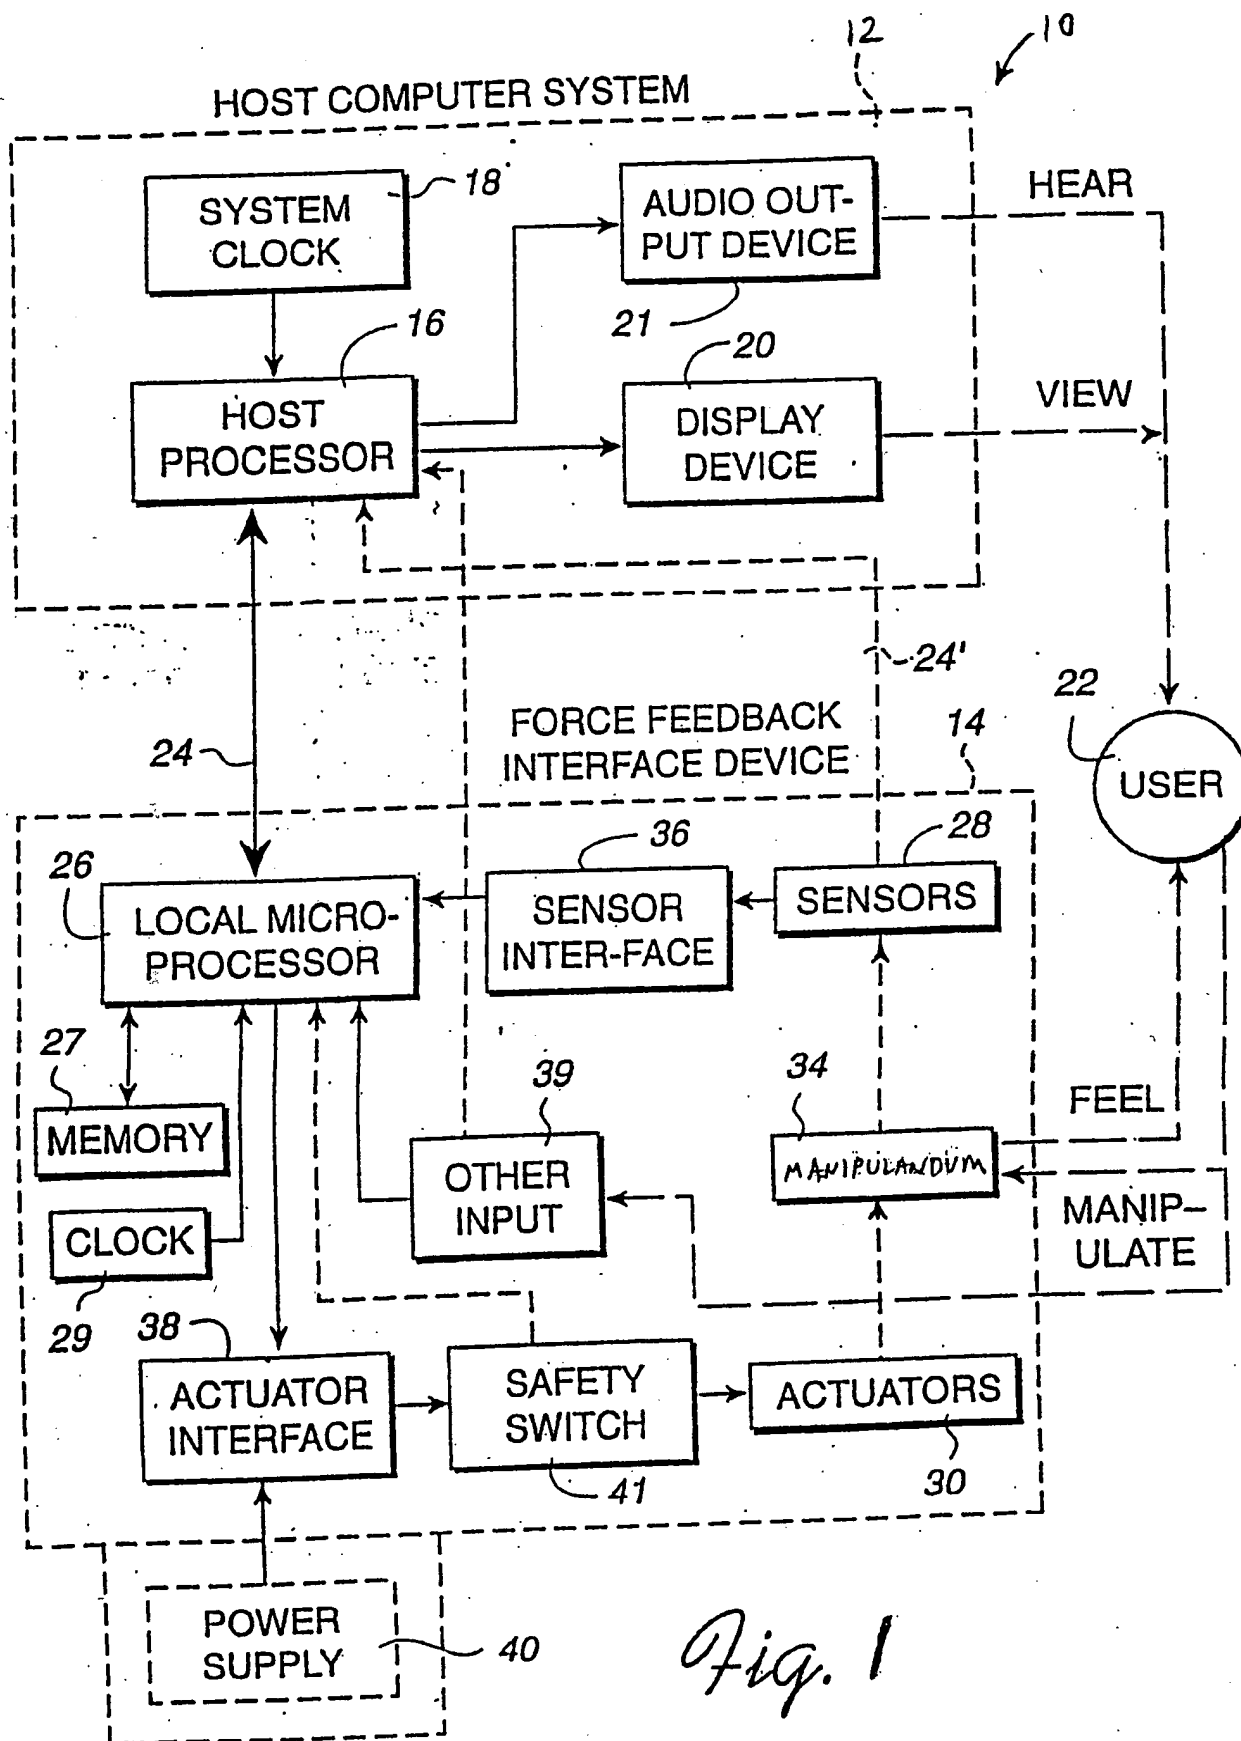 12
10
HOST COMPUTER SYSTEM
SYSTEM
CLOCK
18
AUDIO OUT-
PUT DEVICE
21
HEAR
16
HOST
PROCESSOR
20
DISPLAY
DEVICE
VIEW
24'
24
FORCE FEEDBACK
INTERFACE DEVICE
14
22
USER
26
LOCAL MICRO-
PROCESSOR
36
SENSOR
INTER-FACE
28
SENSORS
27
MEMORY
39
OTHER
INPUT
34
MANIPULANDUM
FEEL
MANIP-
ULATE
CLOCK
29
38
ACTUATOR
INTERFACE
SAFETY
SWITCH
41
ACTUATORS
30
POWER
SUPPLY
40
Fig. 1